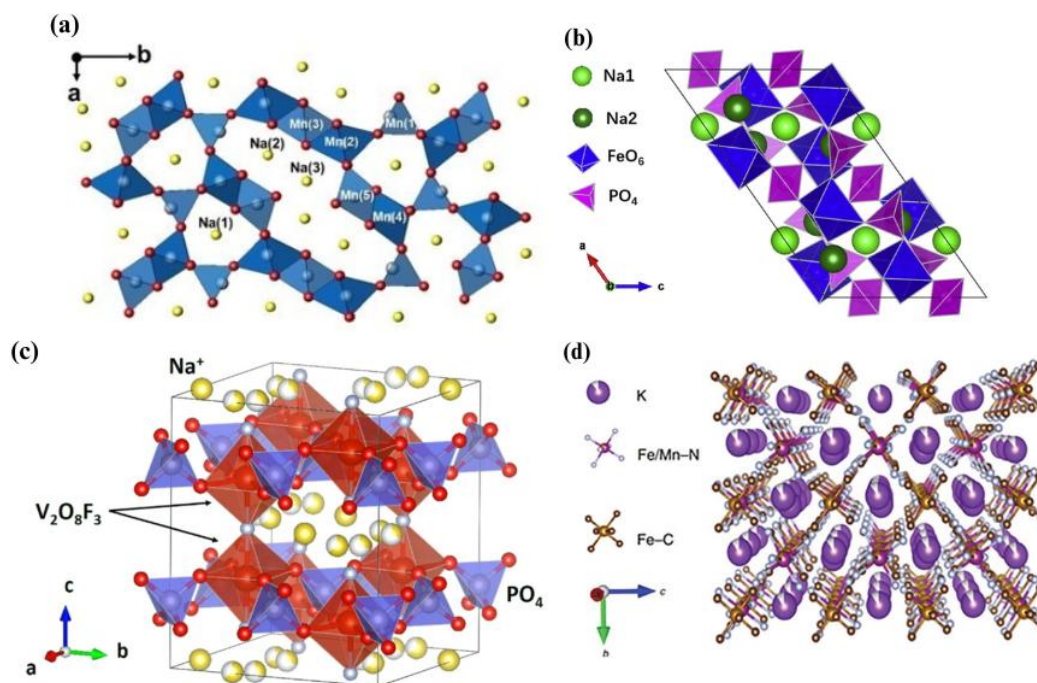 (a)
b
a
Mn(3)
Mn(2)
Mn(1
Na(2)
Na(3)
Mn(5)
Mn(4)
Na(1)
(b)
Na1
Na2
FeO₆
PO₄
a
c
(c)
Na⁺
V₂O₈F₃
PO₄
c
a
b
(d)
K
Fe/Mn–N
Fe–C
c
b